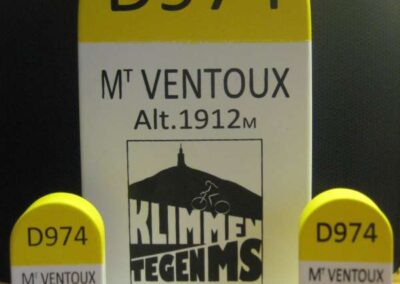 D974
Mᵀ VENTOUX
Alt.1912M
KLIMMEN
TEGEN MS
D974
Mᵀ VENTOUX
D974
Mᵀ VENTOUX